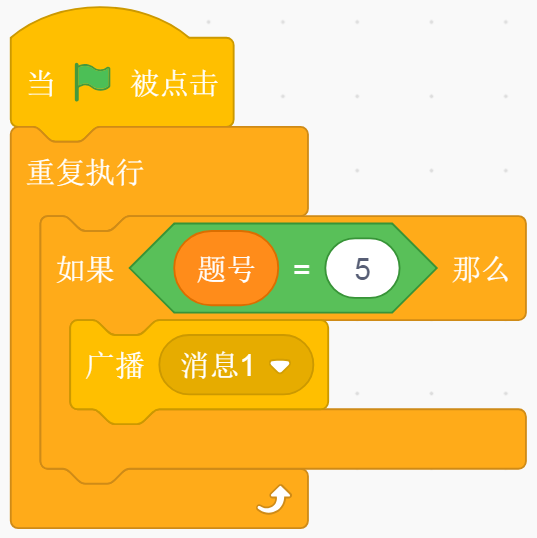 当 被点击
重复执行
如果 题号 = 5 那么
广播 消息1